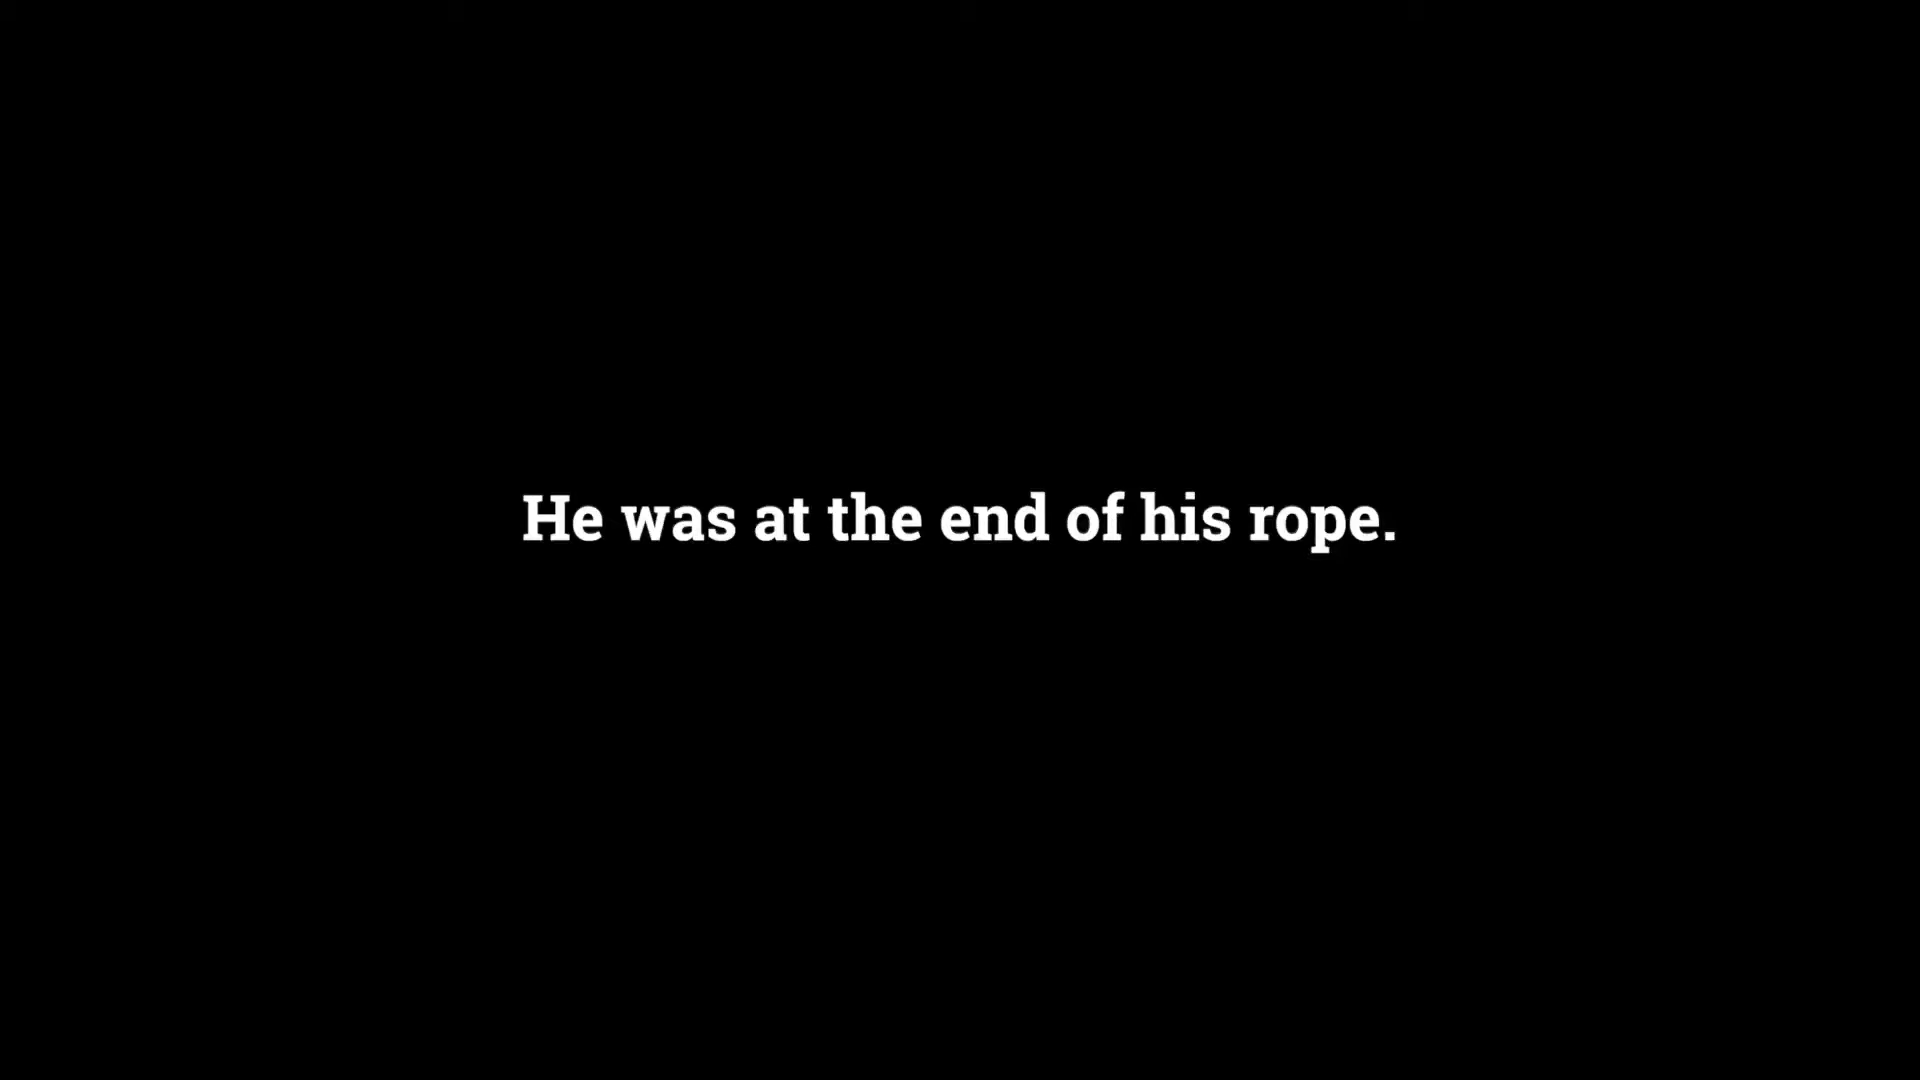 He was at the end of his rope.